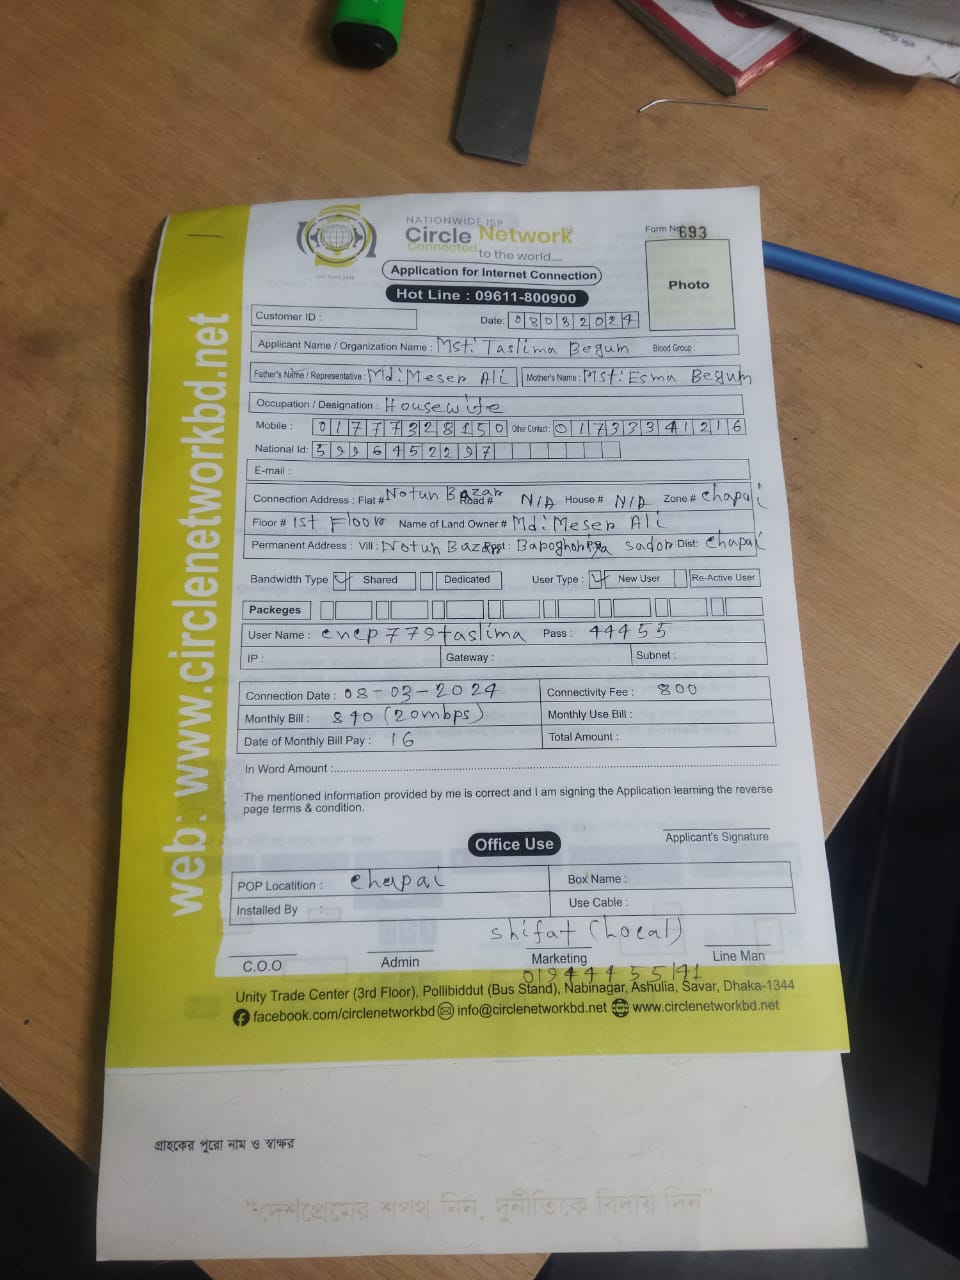 NATIONWIDE ISP
Circle Network
Connected to the world....
Form No 693
Application for Internet Connection
Hot Line : 09611-800900
Photo
Customer ID :
Date: 08032024
Applicant Name / Organization Name : Mst: Taslima Begum Blood Group :
Father's Name / Representative : Md: Meser Ali Mother's Name : Mst: Esma Begum
Occupation / Designation : Housewife
Mobile : 01777328150 Other Contact : 01733341216
National Id: 5996452297
E-mail :
Connection Address : Flat # Notun Bazar Road # N/A House # N/A Zone # chapai
Floor # 1st Floor Name of Land Owner # Md: Meser Ali
Permanent Address : Vill : Notun Bazar Post : sador Dist: chapai
Bandwidth Type Shared Dedicated User Type : New User Re-Active User
Packeges
User Name : cncp779taslima Pass : 44455
IP : Gateway : Subnet :
Connection Date : 08-03-2024 Connectivity Fee : 800
Monthly Bill : 840 (20mbps) Monthly Use Bill :
Date of Monthly Bill Pay : 16 Total Amount :
In Word Amount :
The mentioned information provided by me is correct and I am signing the Application learning the reverse
page terms & condition.
Applicant's Signature
Office Use
POP Locatition : chapai Box Name :
Installed By : Use Cable :
shifat (Local)
C.O.O Admin Marketing Line Man
01944455191
Unity Trade Center (3rd Floor), Pollibiddut (Bus Stand), Nabinagar, Ashulia, Savar, Dhaka-1344
facebook.com/circlenetworkbd info@circlenetworkbd.net www.circlenetworkbd.net
web: www.circlenetworkbd.net
গ্রাহকের পুরো নাম ও স্বাক্ষর
"দেশপ্রেমের শপথ নিন, দুর্নীতিকে বিদায় দিন"